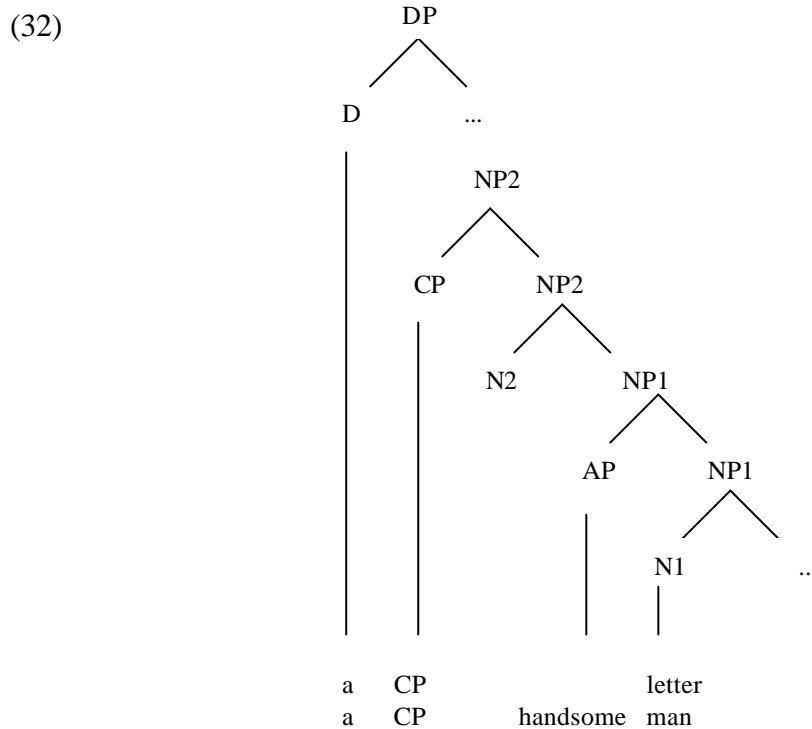 (32)
DP
D ...
NP2
CP NP2
N2 NP1
AP NP1
N1 ..
a CP letter
a CP handsome man